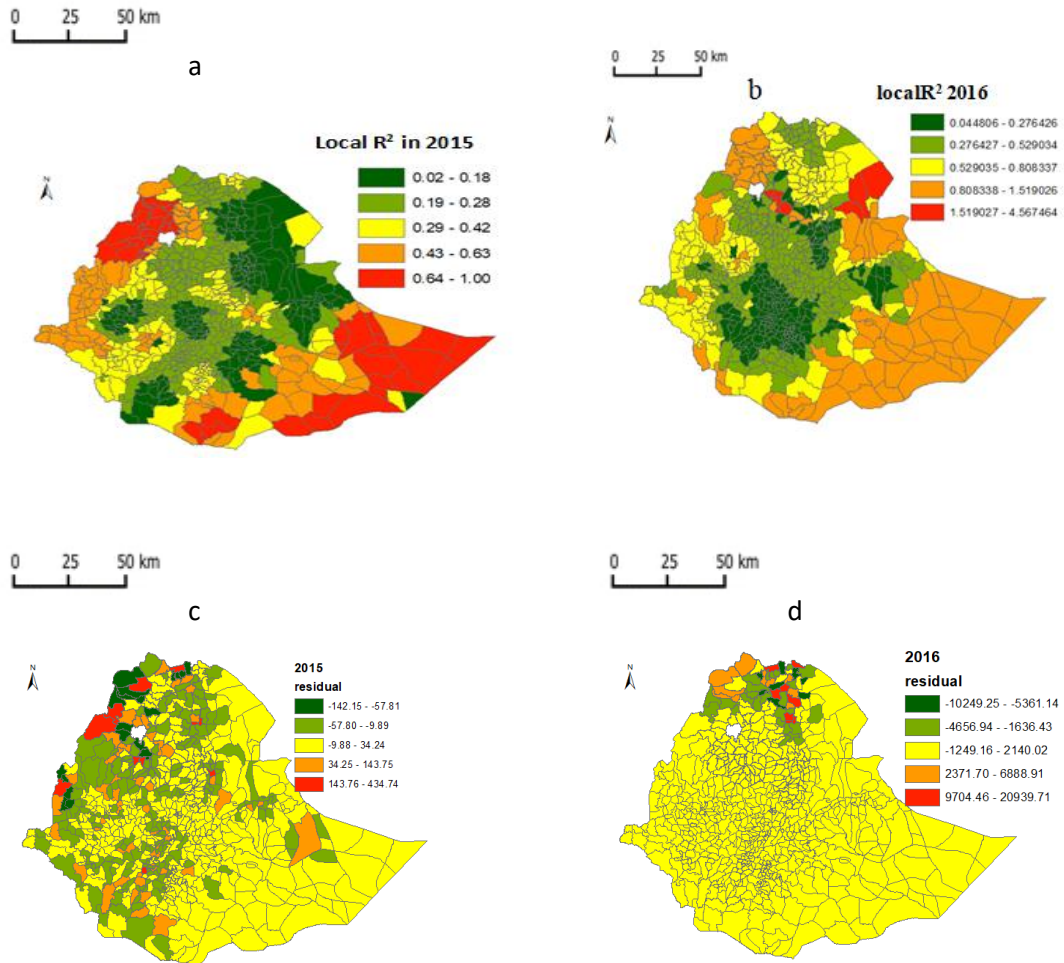 0 25 50 km
a
N
Local R² in 2015
0.02 - 0.18
0.19 - 0.28
0.29 - 0.42
0.43 - 0.63
0.64 - 1.00
0 25 50 km
b
N
localR² 2016
0.044806 - 0.276426
0.276427 - 0.529034
0.529035 - 0.808337
0.808338 - 1.519026
1.519027 - 4.567464
0 25 50 km
c
N
2015
residual
-142.15 - -57.81
-57.80 - -9.89
-9.88 - 34.24
34.25 - 143.75
143.76 - 434.74
0 25 50 km
d
N
2016
residual
-10249.25 - -5361.14
-4656.94 - -1636.43
-1249.16 - 2140.02
2371.70 - 6888.91
9704.46 - 20939.71